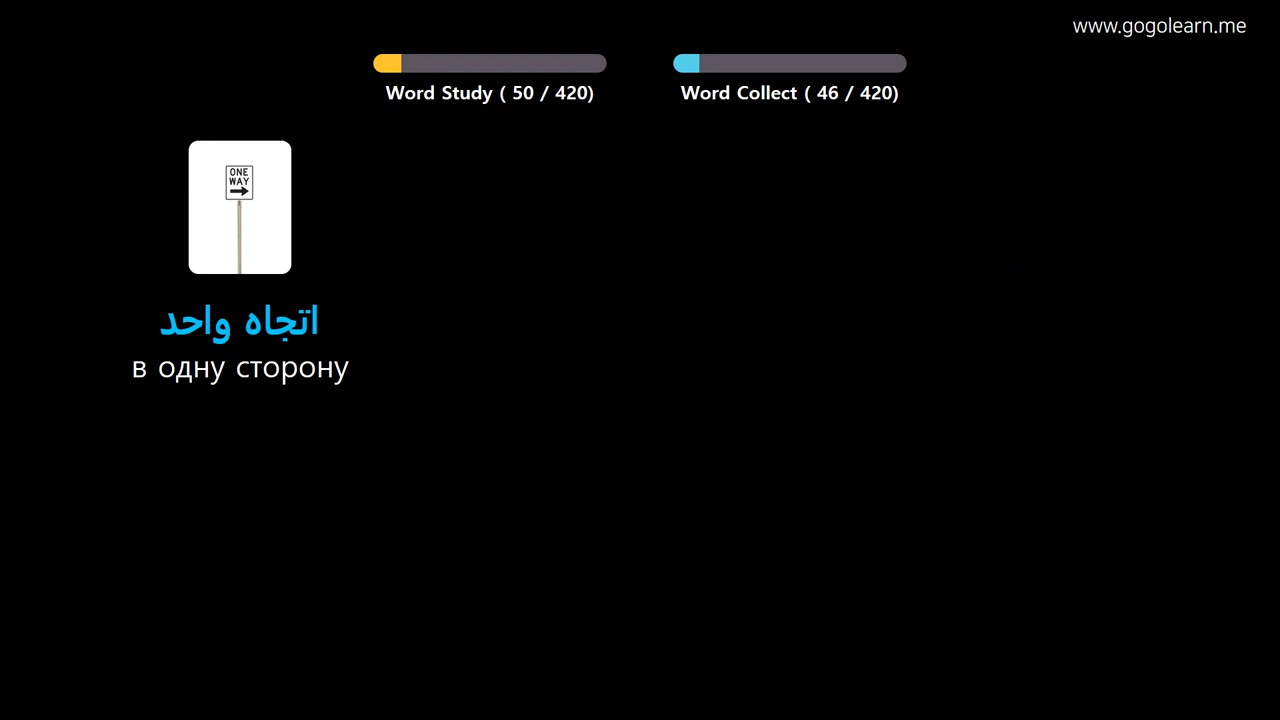 www.gogolearn.me
Word Study ( 50 / 420)
Word Collect ( 46 / 420)
ONE
WAY
اتجاه واحد
в одну сторону